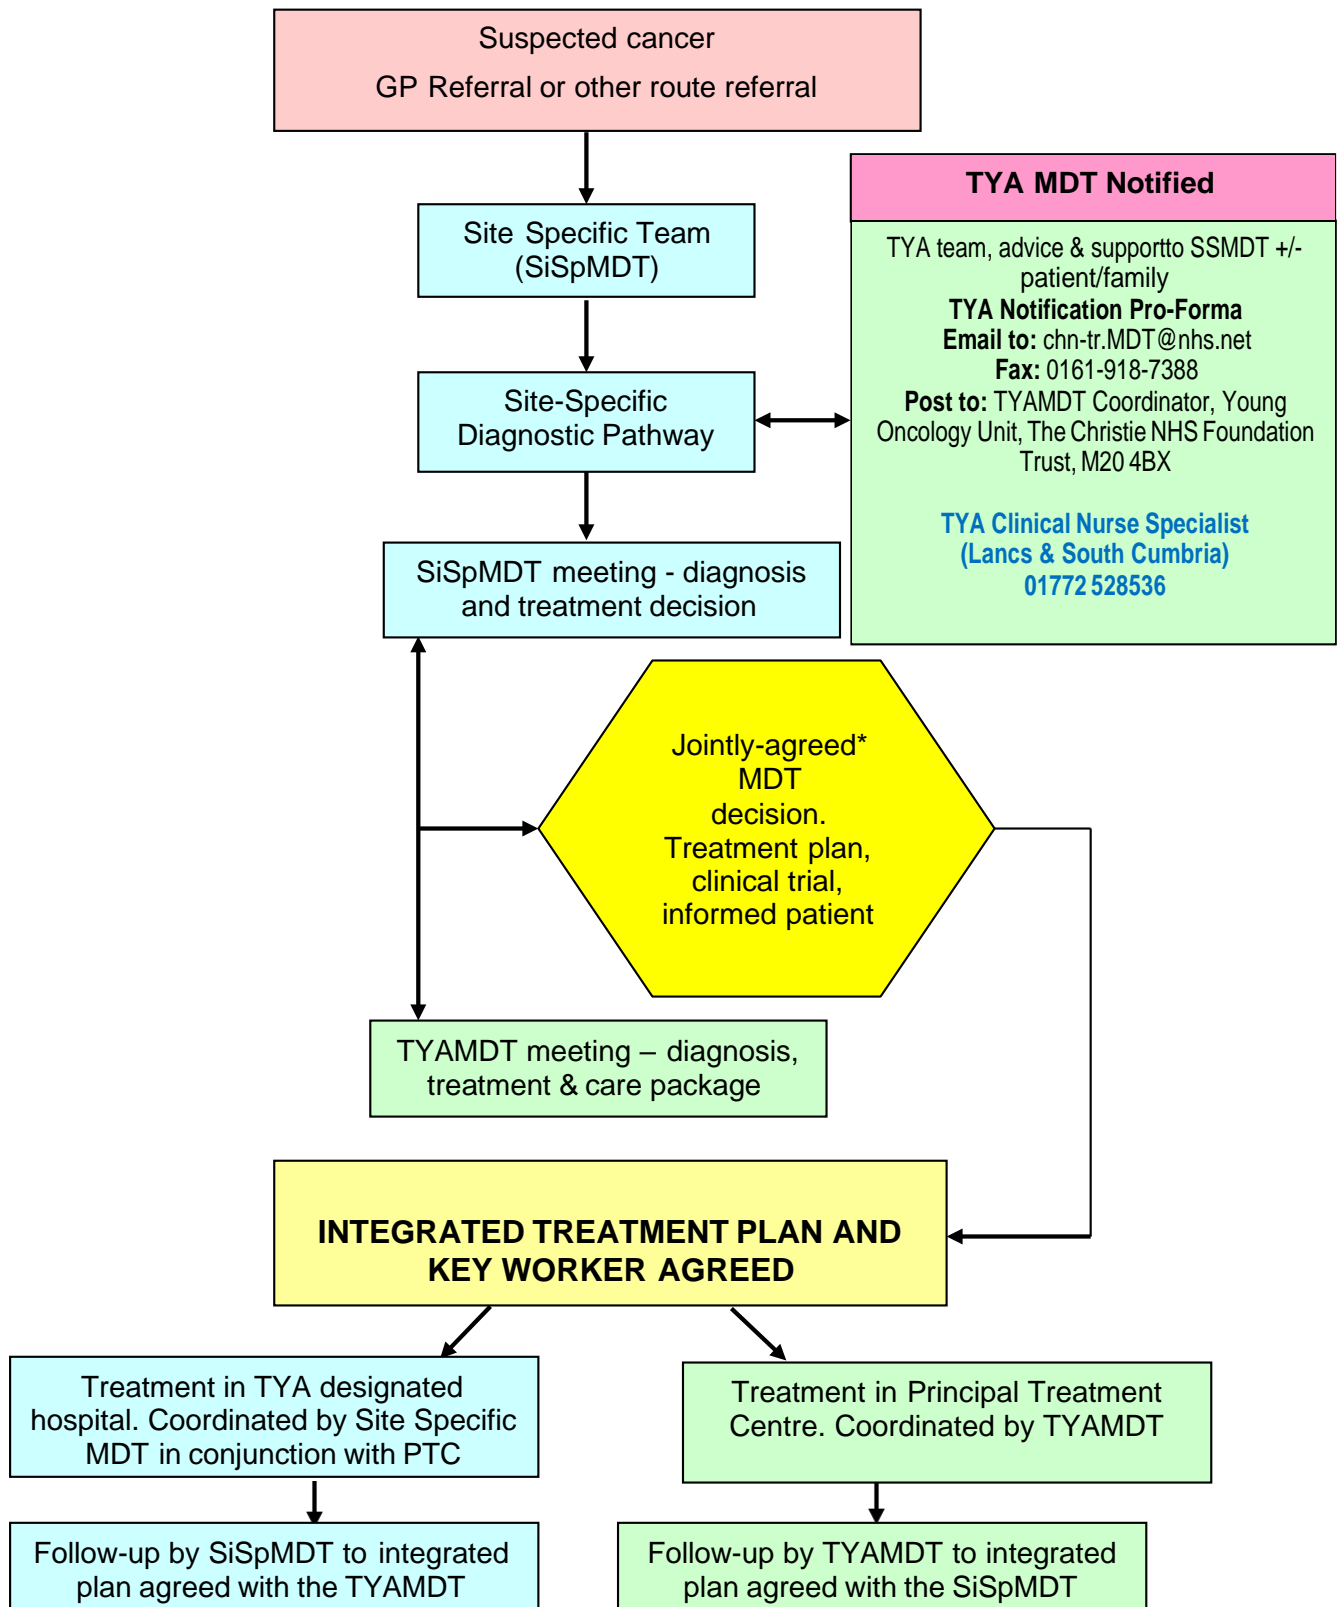 Suspected cancer
GP Referral or other route referral
Site Specific Team
(SiSpMDT)
TYA MDT Notified
TYA team, advice & supportto SSMDT +/-
patient/family
TYA Notification Pro-Forma
Email to: chn-tr.MDT@nhs.net
Fax: 0161-918-7388
Post to: TYAMDT Coordinator, Young
Oncology Unit, The Christie NHS Foundation
Trust, M20 4BX
TYA Clinical Nurse Specialist
(Lancs & South Cumbria)
01772 528536
Site-Specific
Diagnostic Pathway
SiSpMDT meeting - diagnosis
and treatment decision
Jointly-agreed*
MDT
decision.
Treatment plan,
clinical trial,
informed patient
TYAMDT meeting – diagnosis,
treatment & care package
INTEGRATED TREATMENT PLAN AND
KEY WORKER AGREED
Treatment in TYA designated
hospital. Coordinated by Site Specific
MDT in conjunction with PTC
Treatment in Principal Treatment
Centre. Coordinated by TYAMDT
Follow-up by SiSpMDT to integrated
plan agreed with the TYAMDT
Follow-up by TYAMDT to integrated
plan agreed with the SiSpMDT